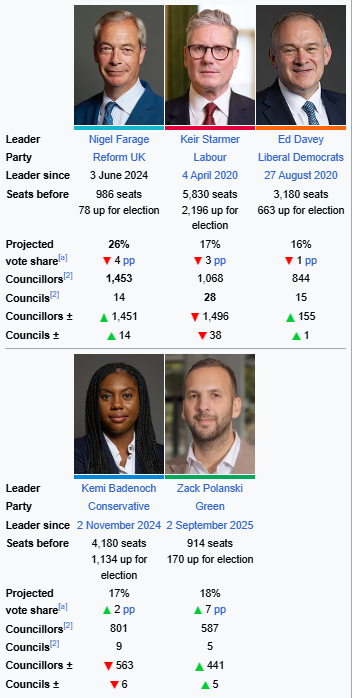 Leader Nigel Farage Keir Starmer Ed Davey
Party Reform UK Labour Liberal Democrats
Leader since 3 June 2024 4 April 2020 27 August 2020
Seats before 986 seats 5,830 seats 3,180 seats
78 up for election 2,196 up for 663 up for election
election
Projected 26% 17% 16%
vote share[a] ▼ 4 pp ▼ 3 pp ▼ 1 pp
Councillors[2] 1,453 1,068 844
Councils[2] 14 28 15
Councillors ± ▲ 1,451 ▼ 1,496 ▲ 155
Councils ± ▲ 14 ▼ 38 ▲ 1
Leader Kemi Badenoch Zack Polanski
Party Conservative Green
Leader since 2 November 2024 2 September 2025
Seats before 4,180 seats 914 seats
1,134 up for 170 up for election
election
Projected 17% 18%
vote share[a] ▲ 2 pp ▲ 7 pp
Councillors[2] 801 587
Councils[2] 9 5
Councillors ± ▼ 563 ▲ 441
Councils ± ▼ 6 ▲ 5